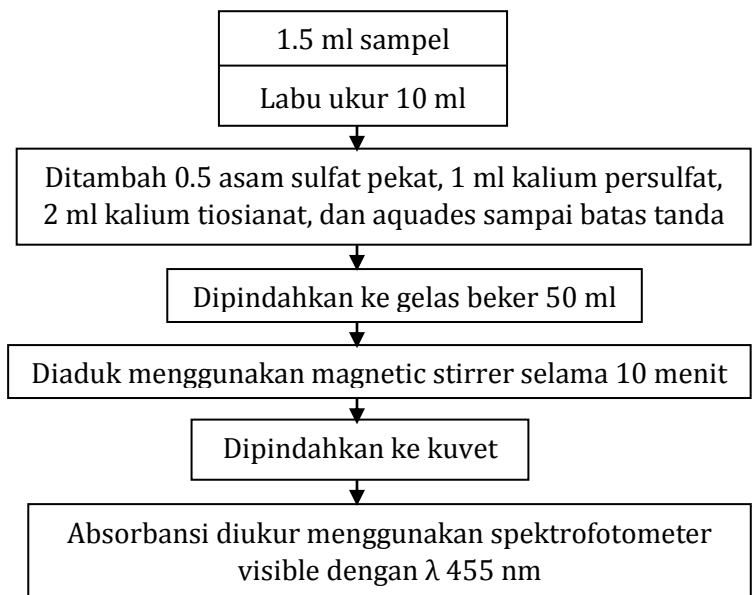 1.5 ml sampel
Labu ukur 10 ml
Ditambah 0.5 asam sulfat pekat, 1 ml kalium persulfat,
2 ml kalium tiosianat, dan aquades sampai batas tanda
Dipindahkan ke gelas beker 50 ml
Diaduk menggunakan magnetic stirrer selama 10 menit
Dipindahkan ke kuvet
Absorbansi diukur menggunakan spektrofotometer
visible dengan λ 455 nm